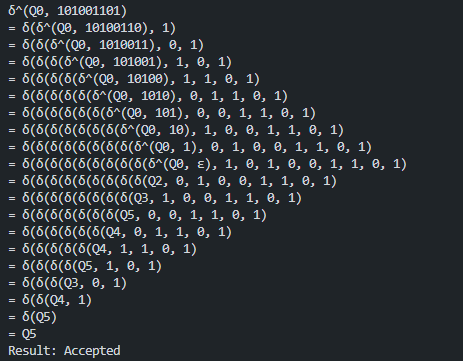 δ^(Q0, 101001101)
= δ(δ^(Q0, 10100110), 1)
= δ(δ(δ^(Q0, 1010011), 0, 1)
= δ(δ(δ(δ^(Q0, 101001), 1, 0, 1)
= δ(δ(δ(δ(δ^(Q0, 10100), 1, 1, 0, 1)
= δ(δ(δ(δ(δ(δ^(Q0, 1010), 0, 1, 1, 0, 1)
= δ(δ(δ(δ(δ(δ(δ^(Q0, 101), 0, 0, 1, 1, 0, 1)
= δ(δ(δ(δ(δ(δ(δ(δ^(Q0, 10), 1, 0, 0, 1, 1, 0, 1)
= δ(δ(δ(δ(δ(δ(δ(δ(δ^(Q0, 1), 0, 1, 0, 0, 1, 1, 0, 1)
= δ(δ(δ(δ(δ(δ(δ(δ(δ(δ^(Q0, ε), 1, 0, 1, 0, 0, 1, 1, 0, 1)
= δ(δ(δ(δ(δ(δ(δ(δ(δ(Q2, 0, 1, 0, 0, 1, 1, 0, 1)
= δ(δ(δ(δ(δ(δ(δ(δ(Q3, 1, 0, 0, 1, 1, 0, 1)
= δ(δ(δ(δ(δ(δ(δ(Q5, 0, 0, 1, 1, 0, 1)
= δ(δ(δ(δ(δ(δ(Q4, 0, 1, 1, 0, 1)
= δ(δ(δ(δ(δ(Q4, 1, 1, 0, 1)
= δ(δ(δ(δ(Q5, 1, 0, 1)
= δ(δ(δ(Q3, 0, 1)
= δ(δ(Q4, 1)
= δ(Q5)
= Q5
Result: Accepted